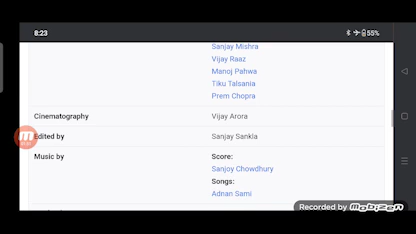 8:23
55%
Sanjay Mishra
Vijay Raaz
Manoj Pahwa
Tiku Talsania
Prem Chopra
Cinematography Vijay Arora
Edited by Sanjay Sankla
Music by Score:
Sanjoy Chowdhury
Songs:
Adnan Sami
Recorded by Mobizen